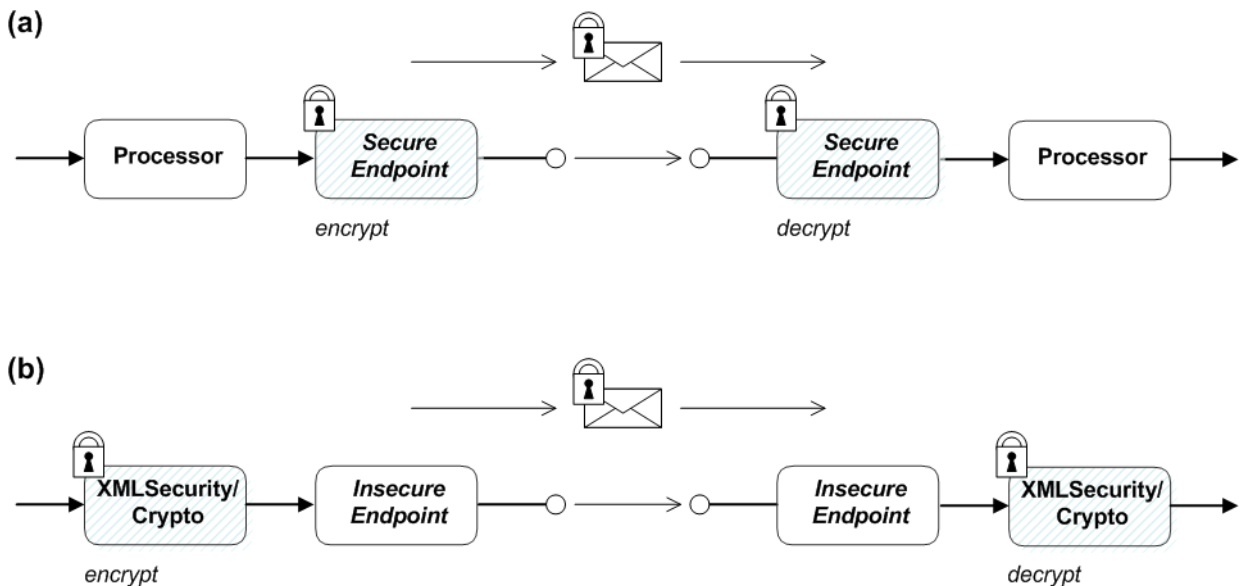 (a)
Processor
Secure
Endpoint
encrypt
Secure
Endpoint
decrypt
Processor
(b)
XMLSecurity/
Crypto
encrypt
Insecure
Endpoint
Insecure
Endpoint
XMLSecurity/
Crypto
decrypt